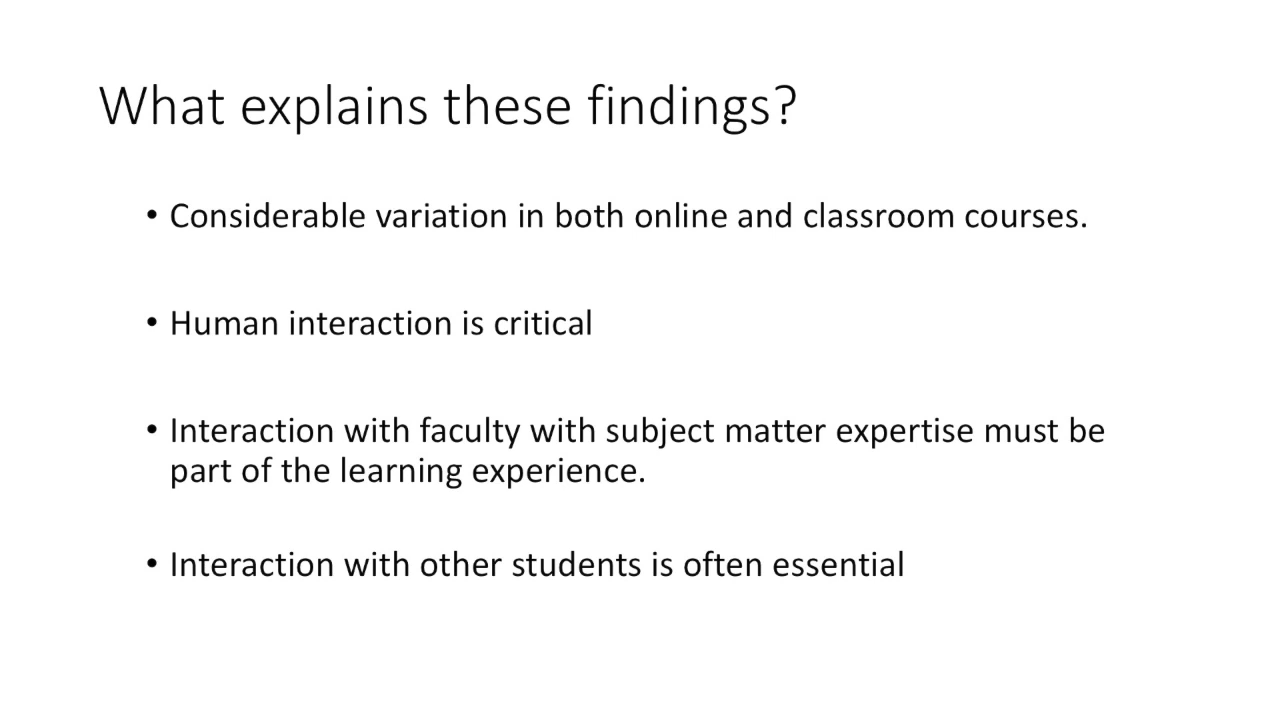 What explains these findings?
• Considerable variation in both online and classroom courses.
• Human interaction is critical
• Interaction with faculty with subject matter expertise must be
part of the learning experience.
• Interaction with other students is often essential